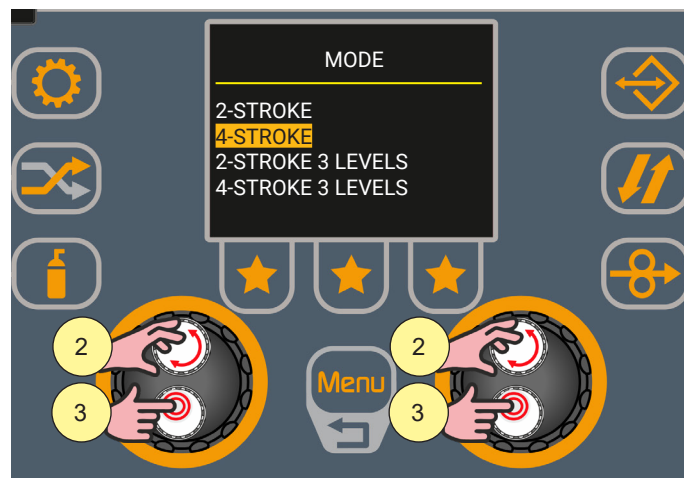 MODE
2-STROKE
4-STROKE
2-STROKE 3 LEVELS
4-STROKE 3 LEVELS
2
2
3
Menu
3